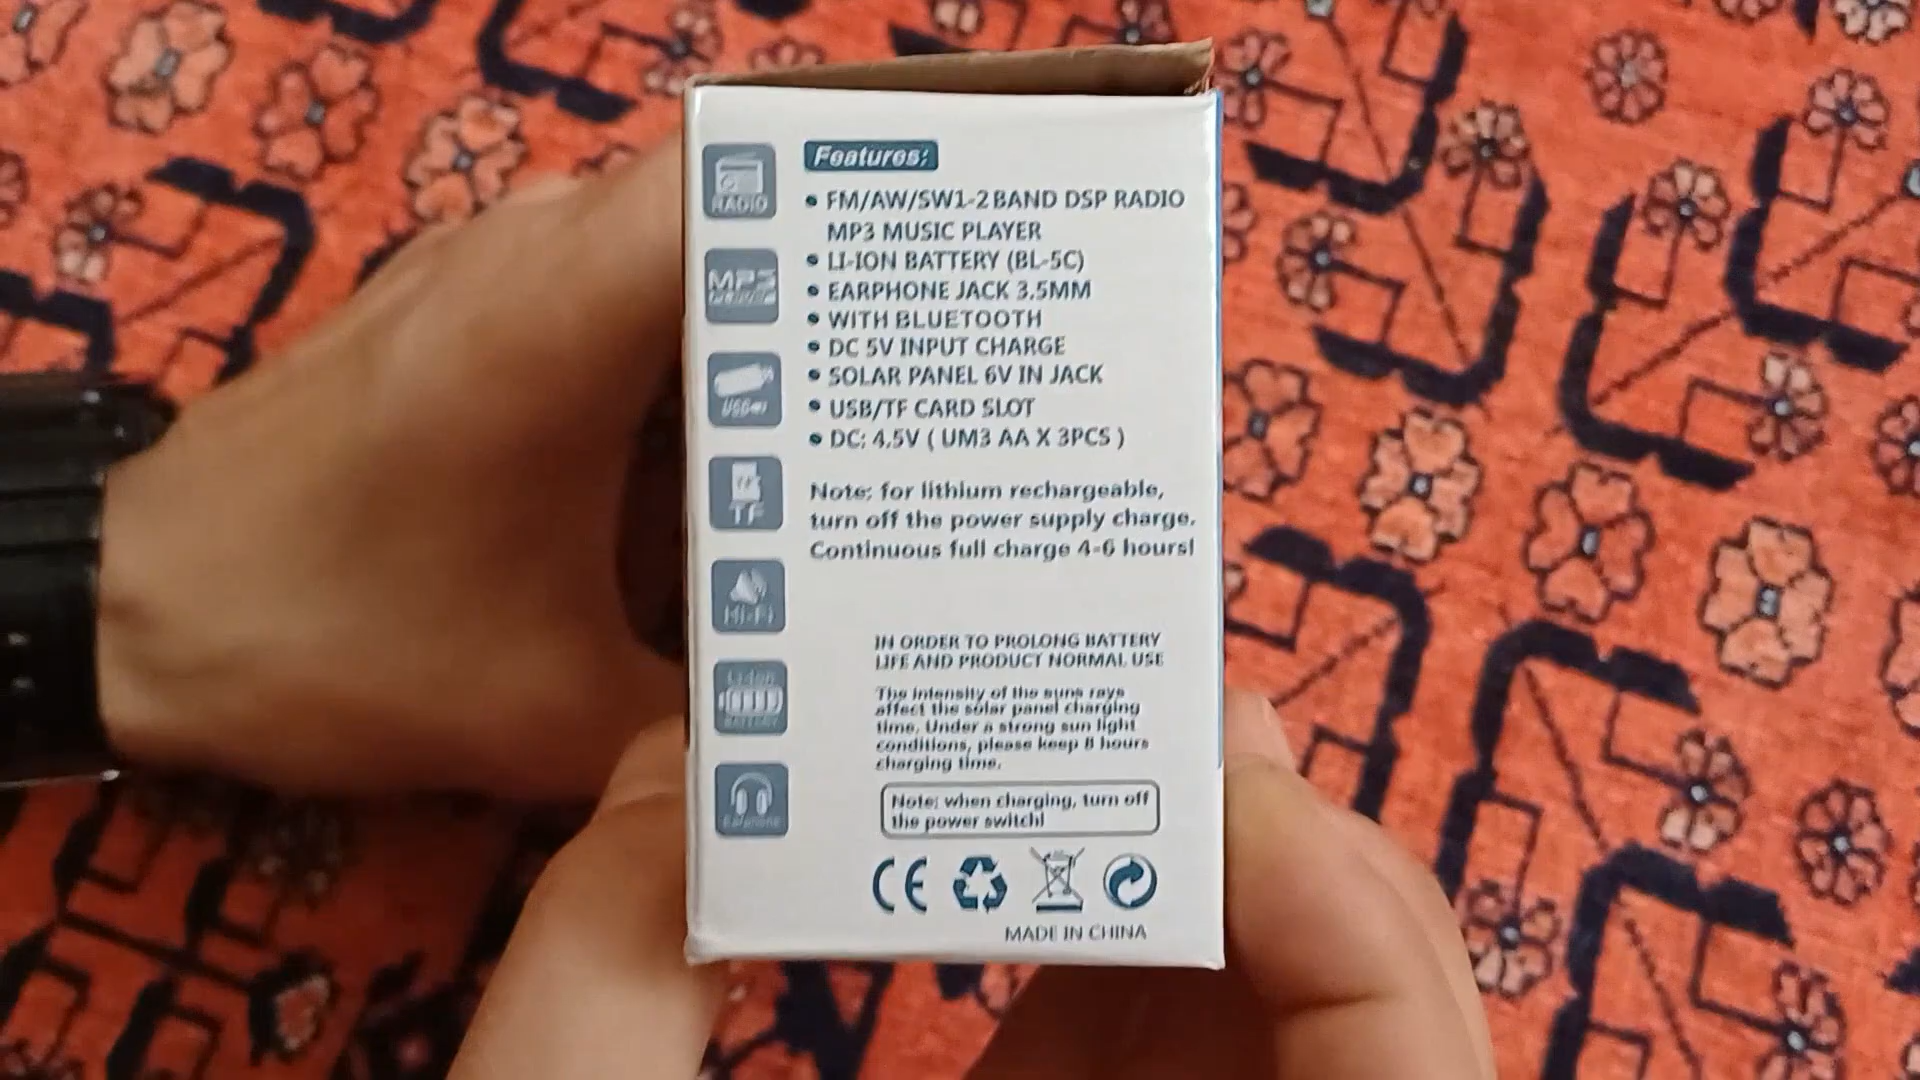 Features:
RADIO
• FM/AW/SW1-2 BAND DSP RADIO
MP3 MUSIC PLAYER
MP3
• LI-ION BATTERY (BL-5C)
• EARPHONE JACK 3.5MM
• WITH BLUETOOTH
• DC 5V INPUT CHARGE
• SOLAR PANEL 6V IN JACK
USB
• USB/TF CARD SLOT
• DC: 4.5V ( UM3 AA X 3PCS )
TF
TF
Note: for lithium rechargeable,
turn off the power supply charge.
Continuous full charge 4-6 hours!
Hi-Fi
IN ORDER TO PROLONG BATTERY
LIFE AND PRODUCT NORMAL USE
Li-ion
BATTERY
The intensity of the suns rays
affect the solar panel charging
time. Under a strong sun light
conditions, please keep 8 hours
charging time.
Earphone
Note: when charging, turn off
the power switch!
CE
MADE IN CHINA